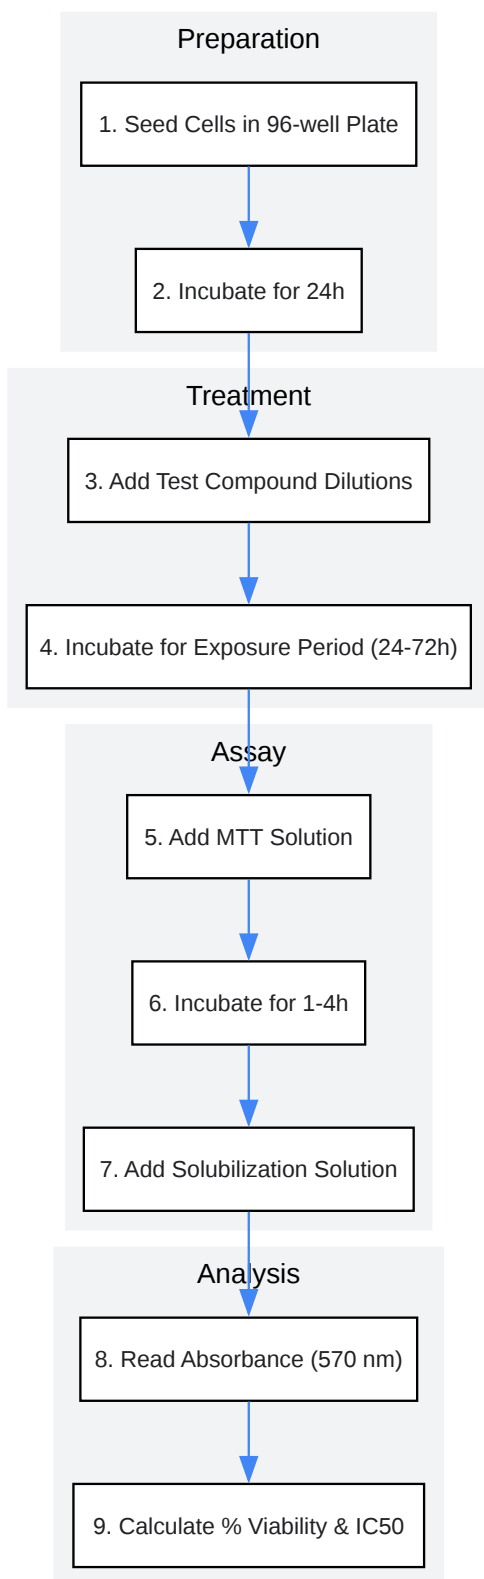 Preparation
1. Seed Cells in 96-well Plate
2. Incubate for 24h
Treatment
3. Add Test Compound Dilutions
4. Incubate for Exposure Period (24-72h)
Assay
5. Add MTT Solution
6. Incubate for 1-4h
7. Add Solubilization Solution
Analysis
8. Read Absorbance (570 nm)
9. Calculate % Viability & IC50